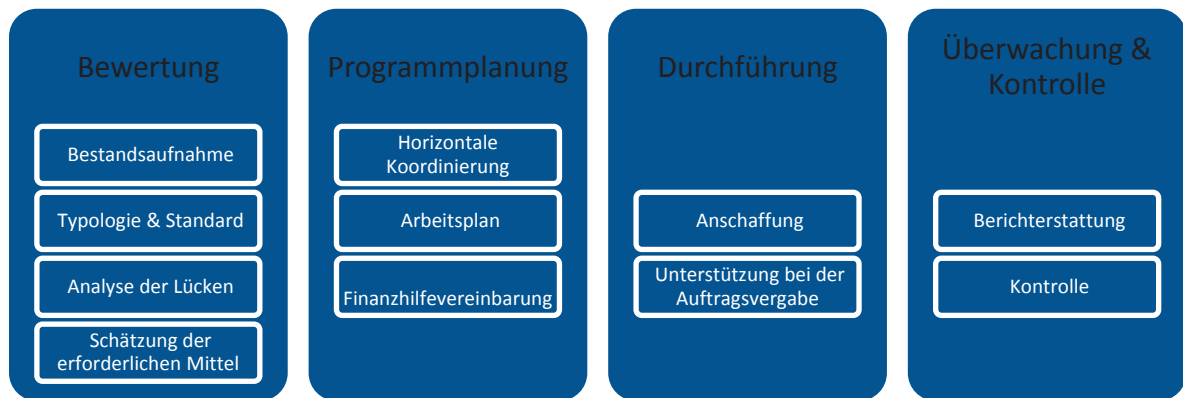 Bewertung
Bestandsaufnahme
Typologie & Standard
Analyse der Lücken
Schätzung der
erforderlichen Mittel
Programmplanung
Horizontale
Koordinierung
Arbeitsplan
Finanzhilfevereinbarung
Durchführung
Anschaffung
Unterstützung bei der
Auftragsvergabe
Überwachung &
Kontrolle
Berichterstattung
Kontrolle